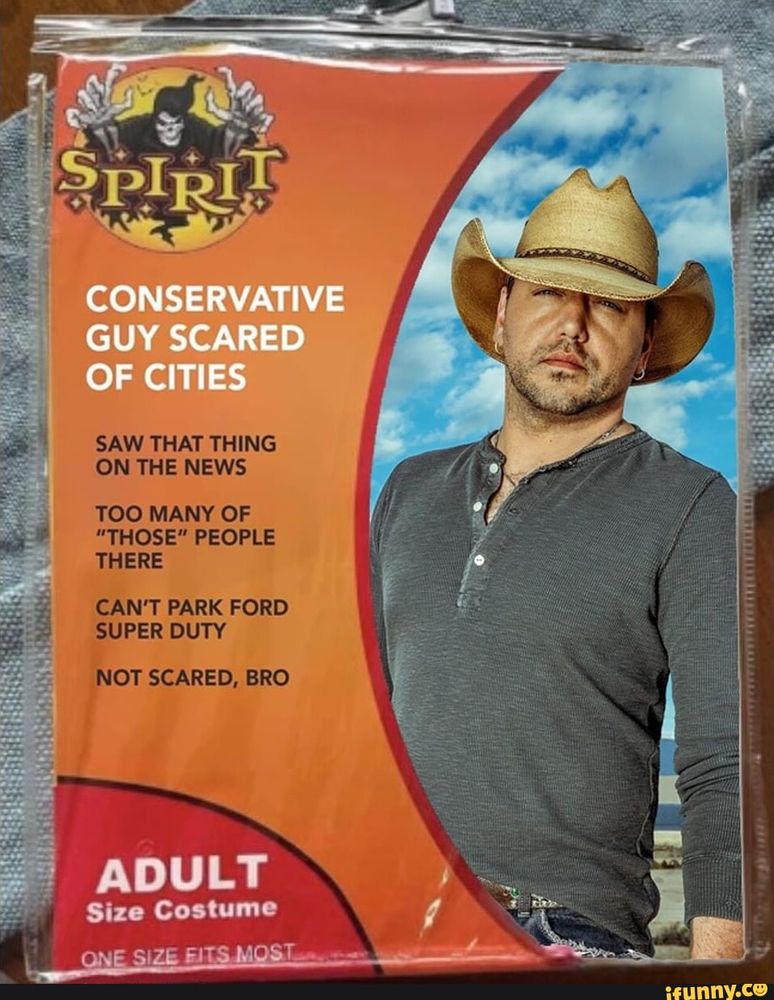 SPIRIT
CONSERVATIVE
GUY SCARED
OF CITIES
SAW THAT THING
ON THE NEWS
TOO MANY OF
“THOSE” PEOPLE
THERE
CAN'T PARK FORD
SUPER DUTY
NOT SCARED, BRO
ADULT
Size Costume
ONE SIZE FITS MOST
ifunny.co